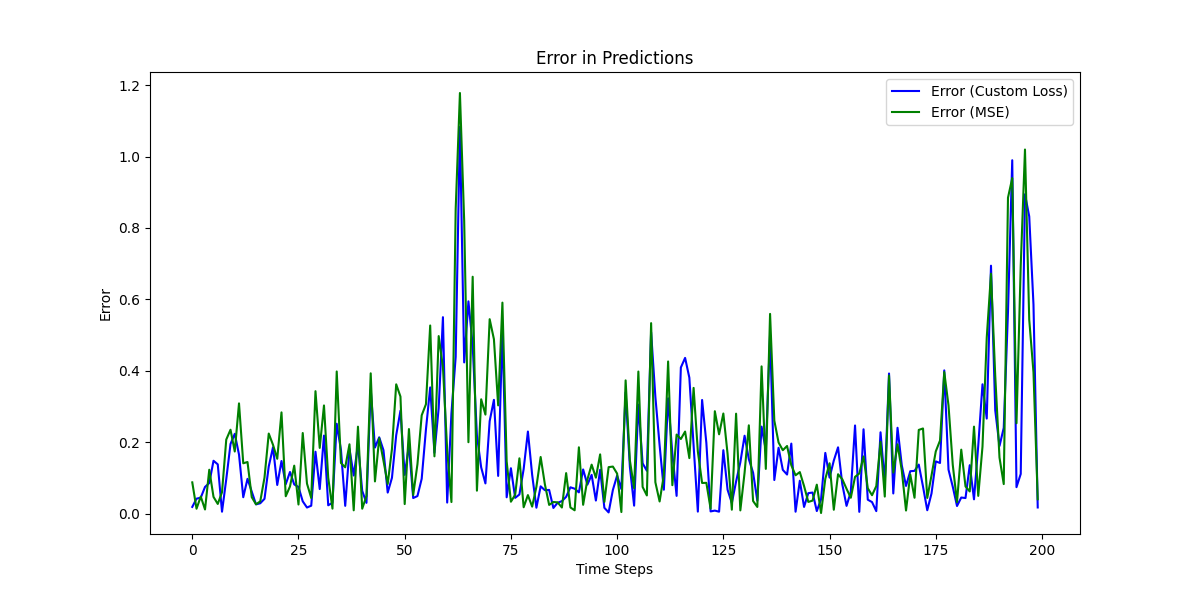 Error in Predictions
Error (Custom Loss)
Error (MSE)
Error
1.2
1.0
0.8
0.6
0.4
0.2
0.0
0 25 50 75 100 125 150 175 200
Time Steps